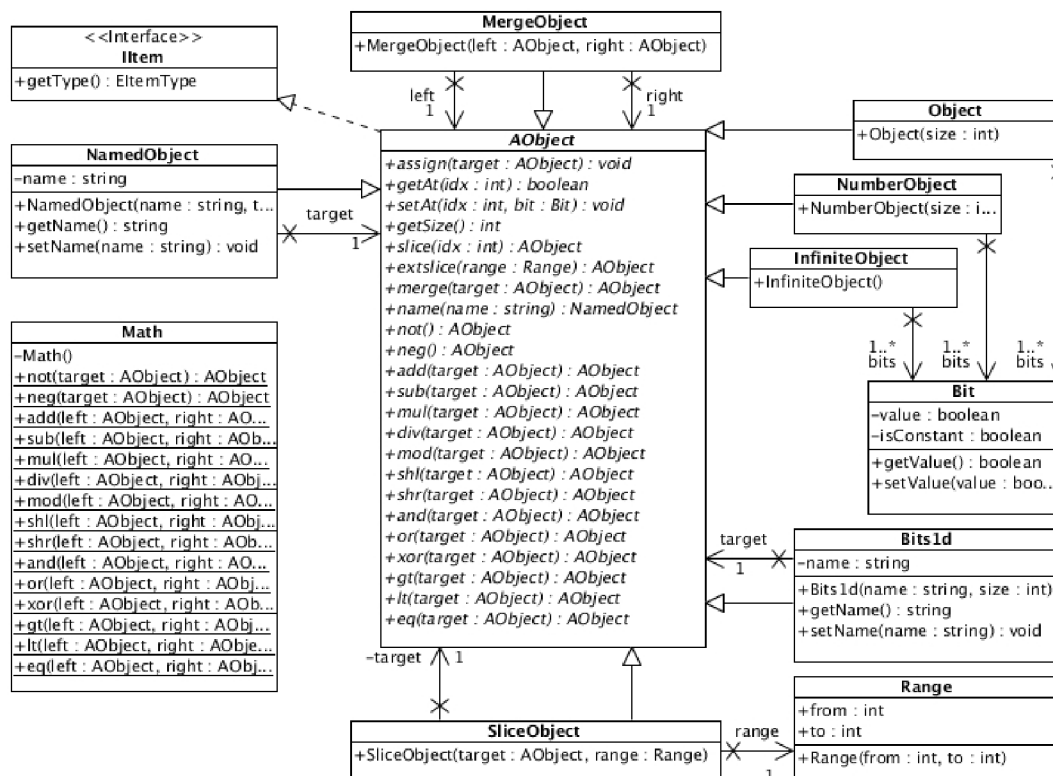 MergeObject
+MergeObject(left : AObject, right : AObject)
<<Interface>>
IItem
+getType() : EItemType
left
1
right
1
Object
+Object(size : int)
NamedObject
-name : string
+NamedObject(name : string, t...
+getName() : string
+setName(name : string) : void
target
1
AObject
+assign(target : AObject) : void
+getAt(idx : int) : boolean
+setAt(idx : int, bit : Bit) : void
+getSize() : int
+slice(idx : int) : AObject
+extslice(range : Range) : AObject
+merge(target : AObject) : AObject
+name(name : string) : NamedObject
+not() : AObject
+neg() : AObject
+add(target : AObject) : AObject
+sub(target : AObject) : AObject
+mul(target : AObject) : AObject
+div(target : AObject) : AObject
+mod(target : AObject) : AObject
+shl(target : AObject) : AObject
+shr(target : AObject) : AObject
+and(target : AObject) : AObject
+or(target : AObject) : AObject
+xor(target : AObject) : AObject
+gt(target : AObject) : AObject
+lt(target : AObject) : AObject
+eq(target : AObject) : AObject
NumberObject
+NumberObject(size : i...
InfiniteObject
+InfiniteObject()
1..*
bits
1..*
bits
1..*
bits
Math
-Math()
+not(target : AObject) : AObject
+neg(target : AObject) : AObject
+add(left : AObject, right : AO...
+sub(left : AObject, right : AOb...
+mul(left : AObject, right : AO...
+div(left : AObject, right : AObj...
+mod(left : AObject, right : AO...
+shl(left : AObject, right : AObj...
+shr(left : AObject, right : AOb...
+and(left : AObject, right : AO...
+or(left : AObject, right : AObj...
+xor(left : AObject, right : AOb...
+gt(left : AObject, right : AObj...
+lt(left : AObject, right : AObje...
+eq(left : AObject, right : AObj...
Bit
-value : boolean
-isConstant : boolean
+getValue() : boolean
+setValue(value : boo...
target
1
Bits1d
-name : string
+Bits1d(name : string, size : int)
+getName() : string
+setName(name : string) : void
-target
1
SliceObject
+SliceObject(target : AObject, range : Range)
range
1
Range
+from : int
+to : int
+Range(from : int, to : int)